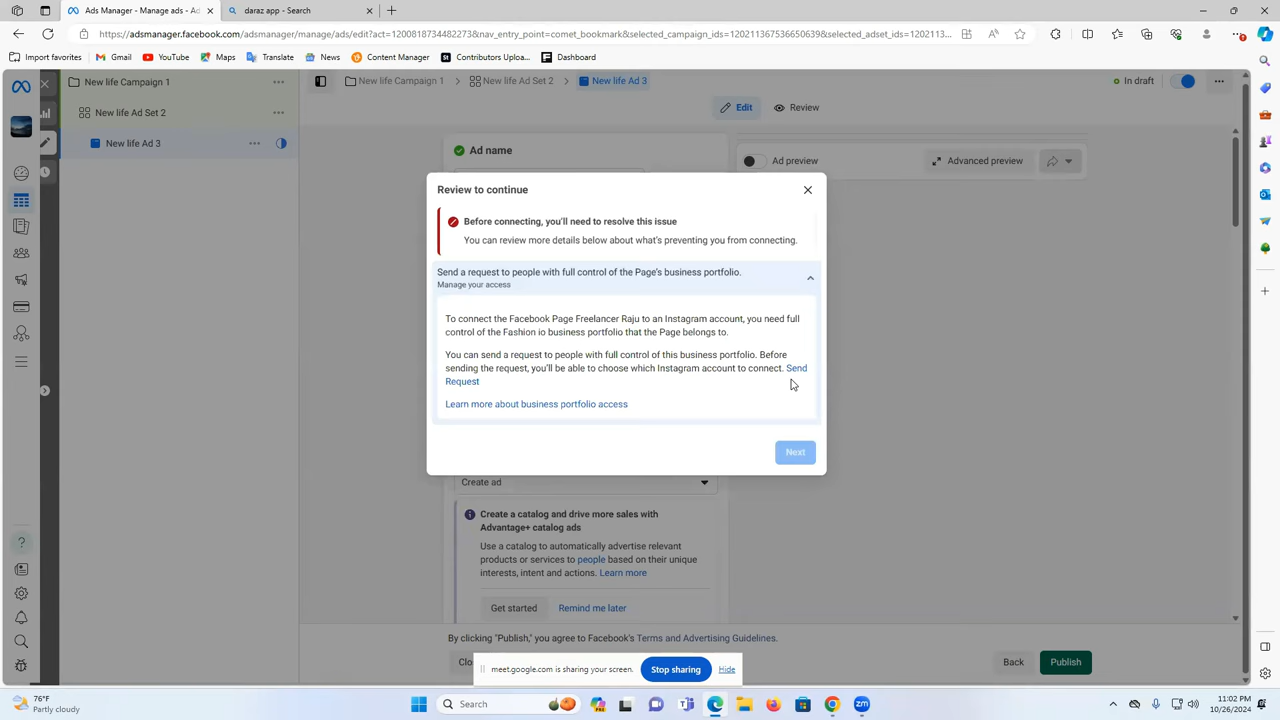 Ads Manager - Manage ads - Ad
daraz app - Search
https://adsmanager.facebook.com/adsmanager/manage/ads/edit?act=1200818734482273&nav_entry_point=comet_bookmark&selected_campaign_ids=120211367536650639&selected_adset_ids=1202113...
Import favorites
Gmail
YouTube
Maps
Translate
News
Content Manager
Contributors Uplo...
Dashboard
New life Campaign 1
New life Campaign 1
New life Ad Set 2
New life Ad 3
In draft
New life Ad Set 2
Edit
Review
New life Ad 3
Ad name
Ad preview
Advanced preview
Review to continue
Before connecting, you'll need to resolve this issue
You can review more details below about what's preventing you from connecting.
Send a request to people with full control of the Page's business portfolio.
Manage your access
To connect the Facebook Page Freelancer Raju to an Instagram account, you need full
control of the Fashion io business portfolio that the Page belongs to.
You can send a request to people with full control of this business portfolio. Before
sending the request, you'll be able to choose which Instagram account to connect. Send
Request
Learn more about business portfolio access
Next
Create ad
Create a catalog and drive more sales with
Advantage+ catalog ads
Use a catalog to automatically advertise relevant
products or services to people based on their unique
interests, intent and actions. Learn more
Get started
Remind me later
By clicking "Publish," you agree to Facebook's Terms and Advertising Guidelines.
Clo
meet.google.com is sharing your screen.
Stop sharing
Hide
Back
Publish
76°F
Partly cloudy
Search
11:02 PM
10/26/2024